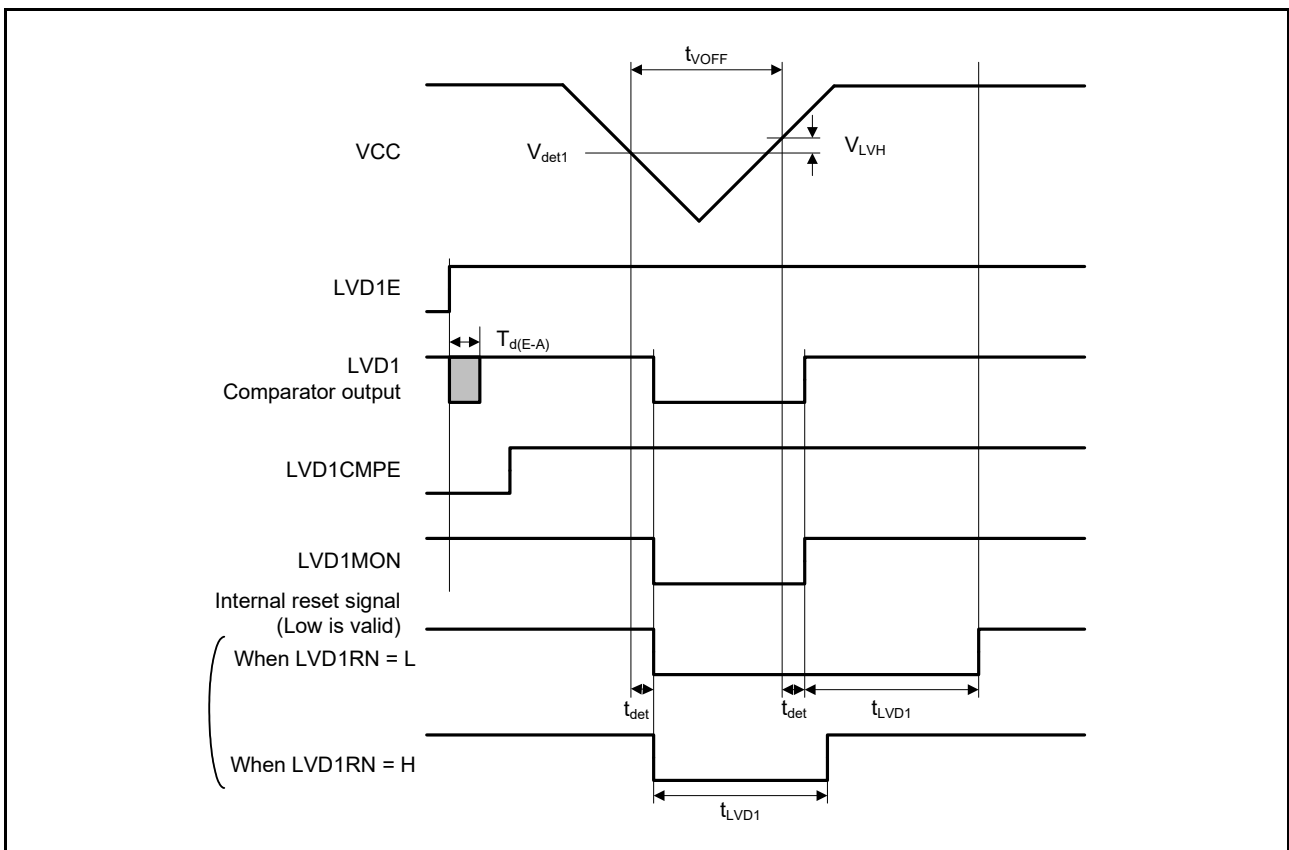 tVOFF
VCC
Vdet1
VLVH
LVD1E
Td(E-A)
LVD1
Comparator output
LVD1CMPE
LVD1MON
Internal reset signal
(Low is valid)
When LVD1RN = L
tdet
tdet
tLVD1
When LVD1RN = H
tLVD1